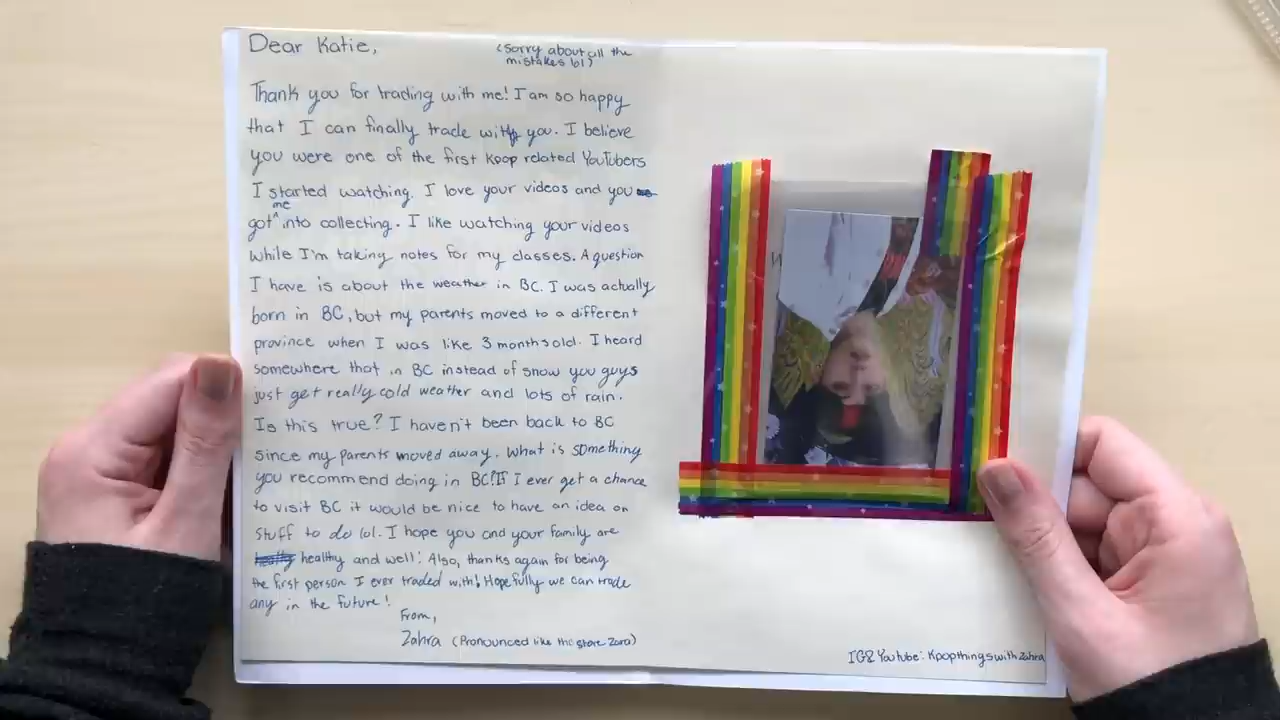 Dear Katie,
(sorry about all the
mistakes lol)
Thank you for trading with me! I am so happy
that I can finally trade with you. I believe
you were one of the first kpop related YouTubers
I started watching. I love your videos and you
got me into collecting. I like watching your videos
while I'm taking notes for my classes. A question
I have is about the weather in BC. I was actually
born in BC, but my parents moved to a different
province when I was like 3 months old. I heard
somewhere that in BC instead of snow you guys
just get really cold weather and lots of rain.
Is this true? I haven't been back to BC
since my parents moved away. What is something
you recommend doing in BC? If I ever get a chance
to visit BC it would be nice to have an idea on
stuff to do lol. I hope you and your family are
healthy and well! Also, thanks again for being
the first person I ever traded with! Hopefully we can trade
any in the future!
From,
Zahra (Pronounced like the store Zara)
IG & Youtube: Kpopthingswithzahra